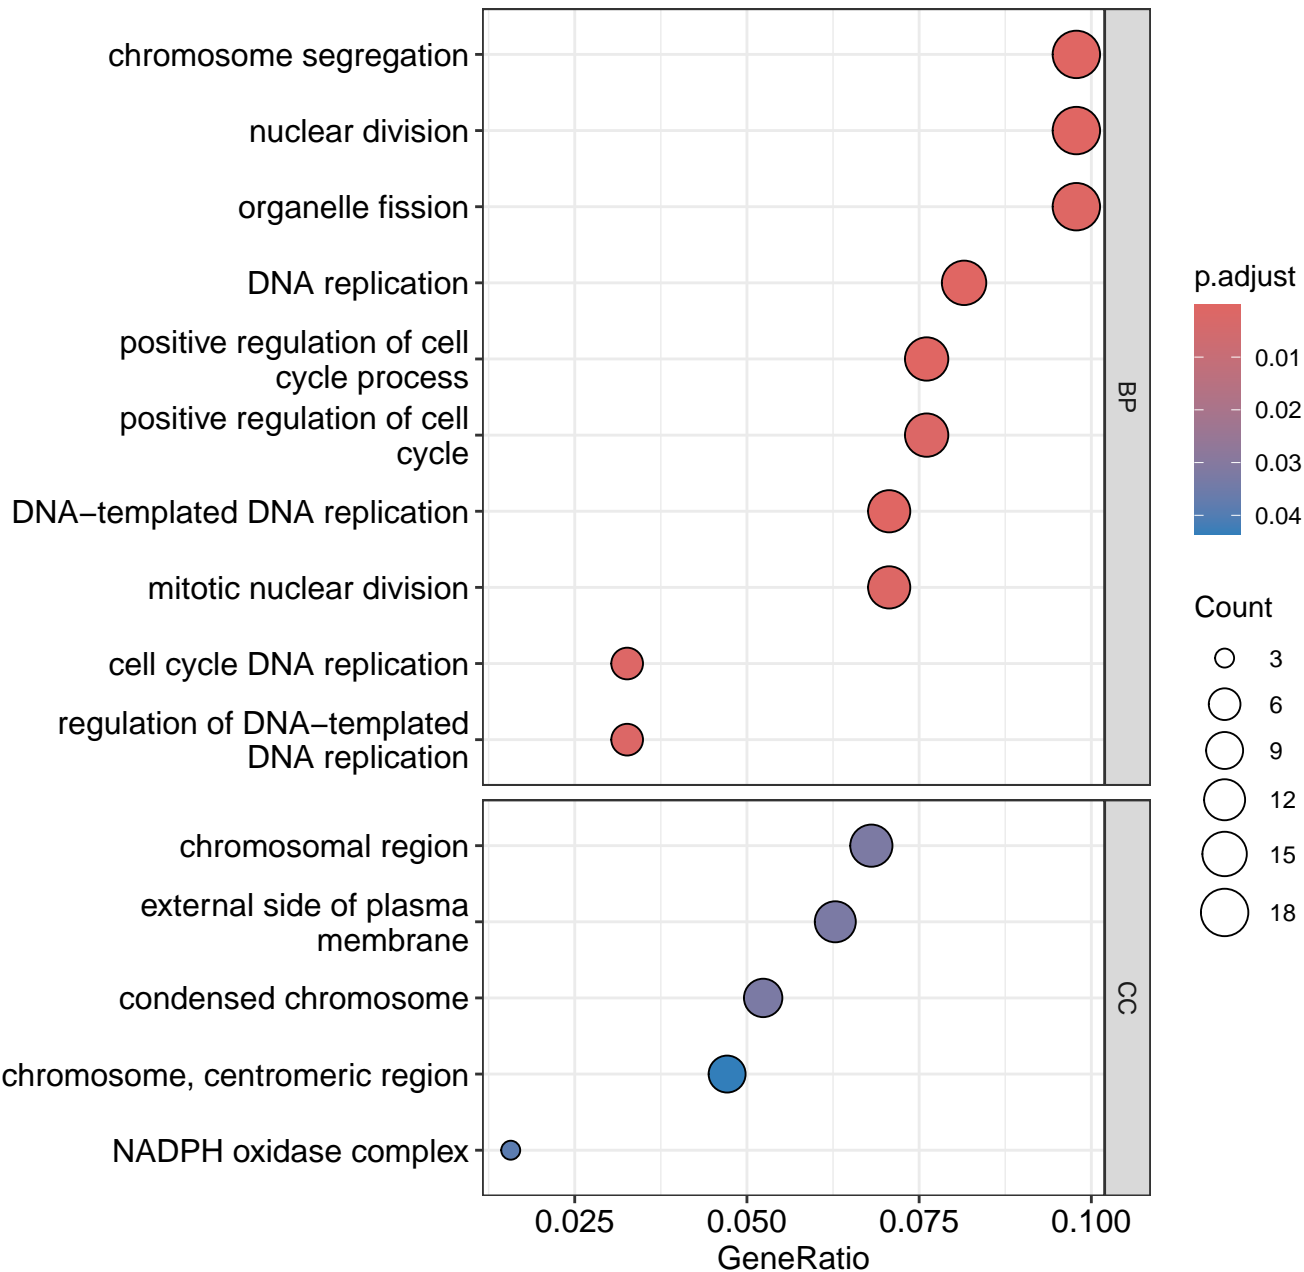 chromosome segregation
nuclear division
organelle fission
DNA replication
positive regulation of cell
cycle process
positive regulation of cell
cycle
DNA−templated DNA replication
mitotic nuclear division
cell cycle DNA replication
regulation of DNA−templated
DNA replication
BP
chromosomal region
external side of plasma
membrane
condensed chromosome
chromosome, centromeric region
NADPH oxidase complex
CC
0.025 0.050 0.075 0.100
GeneRatio
p.adjust
0.01
0.02
0.03
0.04
Count
3
6
9
12
15
18